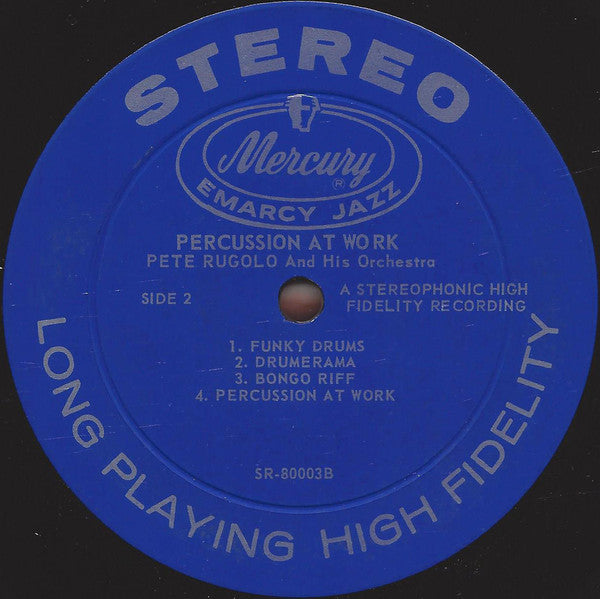 STEREO
Mercury
®
EMARCY JAZZ
PERCUSSION AT WORK
PETE RUGOLO And His Orchestra
SIDE 2
A STEREOPHONIC HIGH
FIDELITY RECORDING
1. FUNKY DRUMS
2. DRUMERAMA
3. BONGO RIFF
4. PERCUSSION AT WORK
SR-80003B
LONG PLAYING HIGH FIDELITY